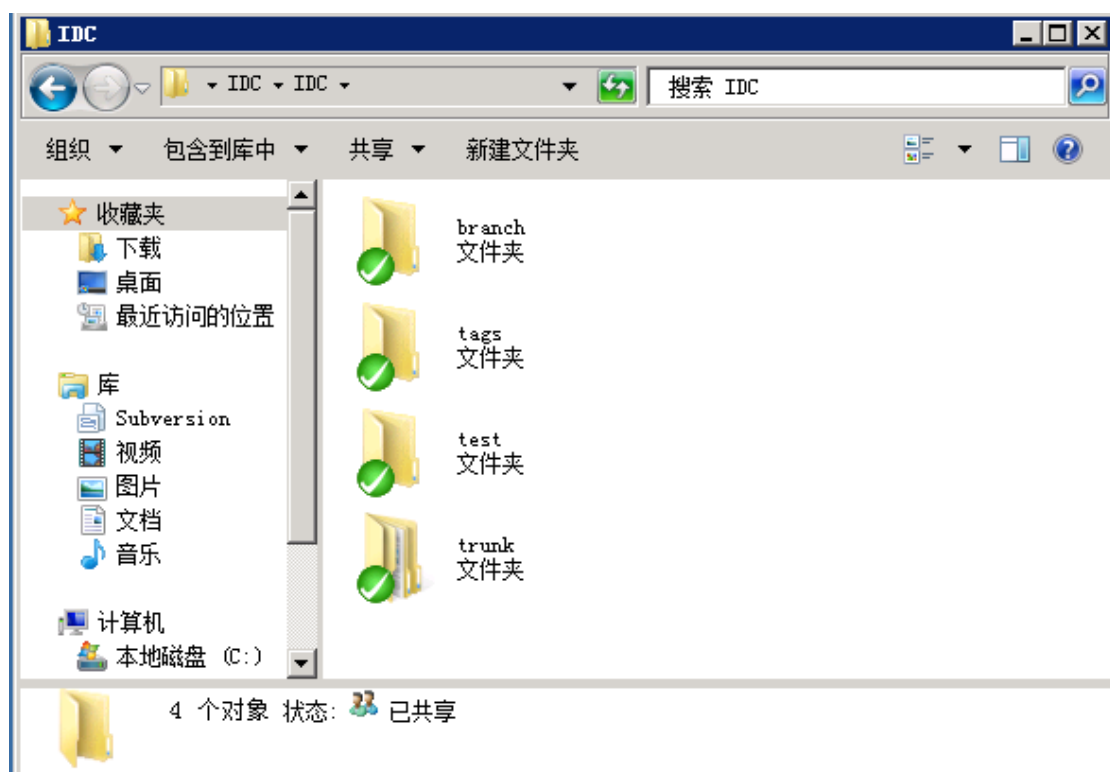 IDC
IDC IDC
搜索 IDC
组织 包含到库中 共享 新建文件夹
收藏夹
下载
桌面
最近访问的位置
库
Subversion
视频
图片
文档
音乐
计算机
本地磁盘 (C:)
branch
文件夹
tags
文件夹
test
文件夹
trunk
文件夹
4 个对象 状态: 已共享